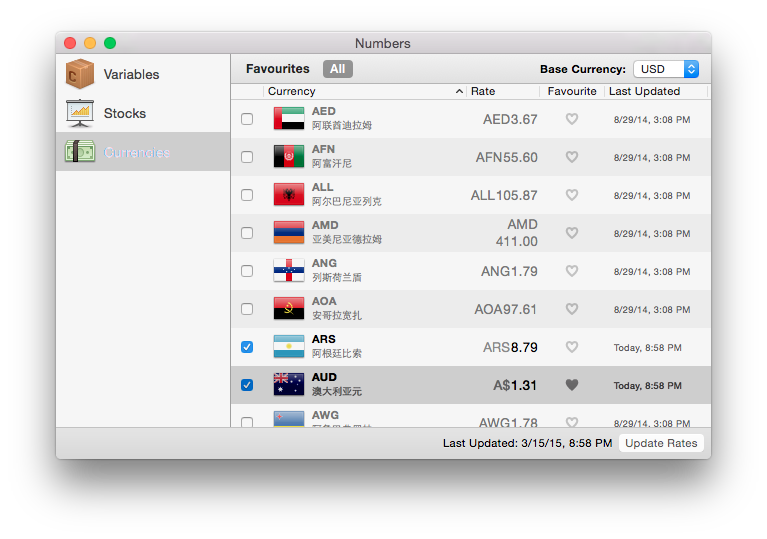 Numbers
Variables
Stocks
Currencies
Favourites All
Base Currency: USD
Currency Rate Favourite Last Updated
AED
阿联酋迪拉姆
AED3.67
8/29/14, 3:08 PM
AFN
阿富汗尼
AFN55.60
8/29/14, 3:08 PM
ALL
阿尔巴尼亚列克
ALL105.87
8/29/14, 3:08 PM
AMD
亚美尼亚德拉姆
AMD
411.00
8/29/14, 3:08 PM
ANG
列斯荷兰盾
ANG1.79
8/29/14, 3:08 PM
AOA
安哥拉宽扎
AOA97.61
8/29/14, 3:08 PM
ARS
阿根廷比索
ARS8.79
Today, 8:58 PM
AUD
澳大利亚元
A$1.31
Today, 8:58 PM
AWG
AWG1.78
8/29/14, 3:08 PM
Last Updated: 3/15/15, 8:58 PM Update Rates